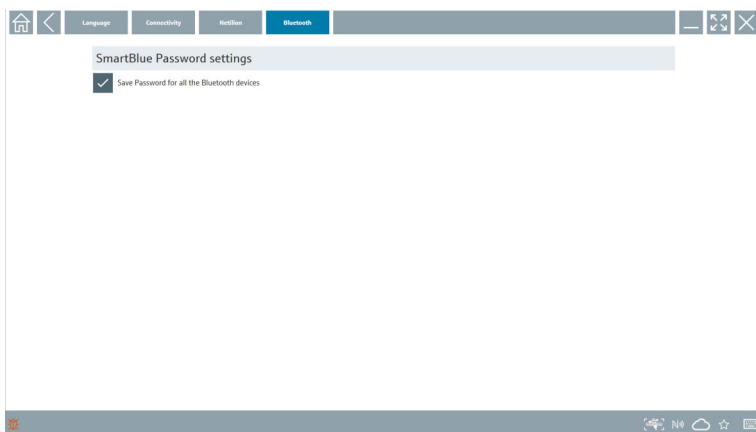 Language Connectivity Netilion Bluetooth
SmartBlue Password settings
Save Password for all the Bluetooth devices